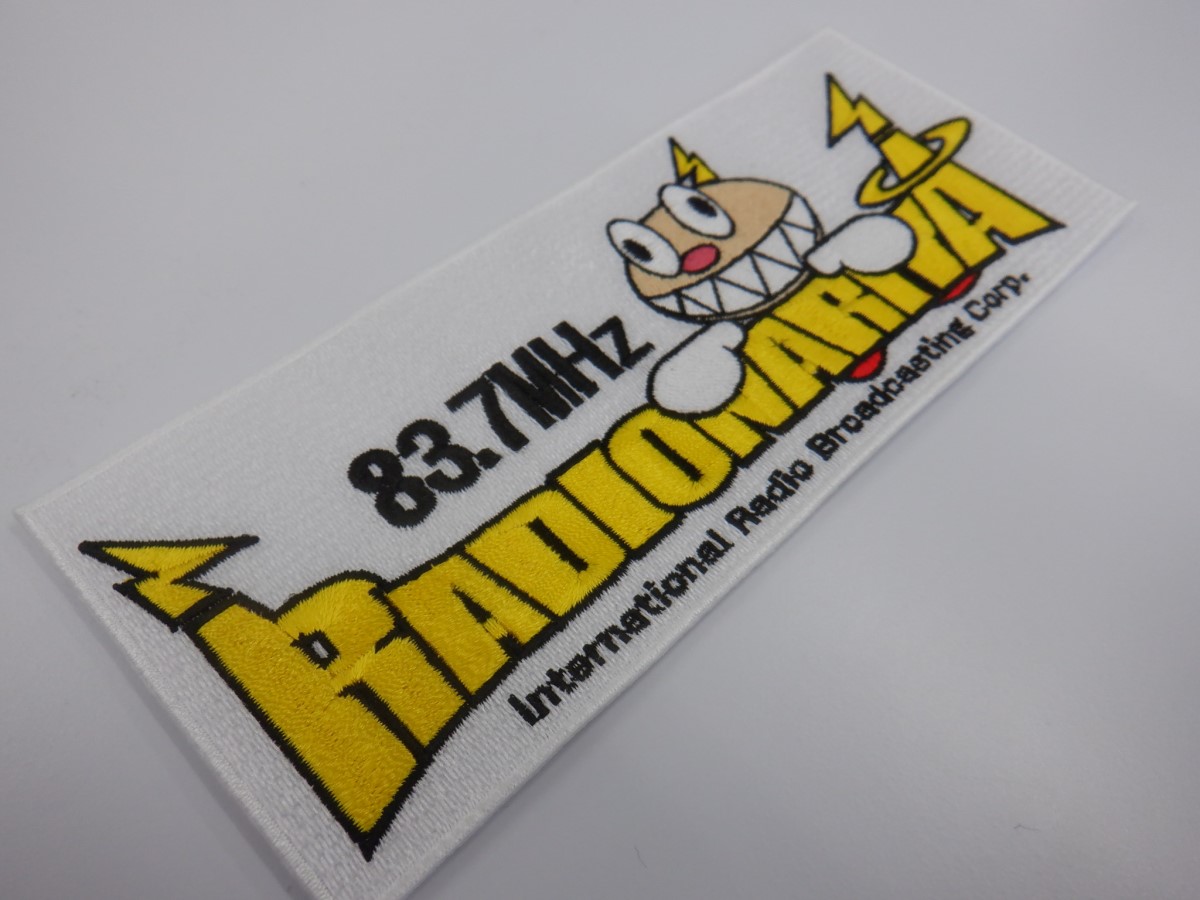 83.7MHz
RADIONARITA
International Radio Broadcasting Corp.